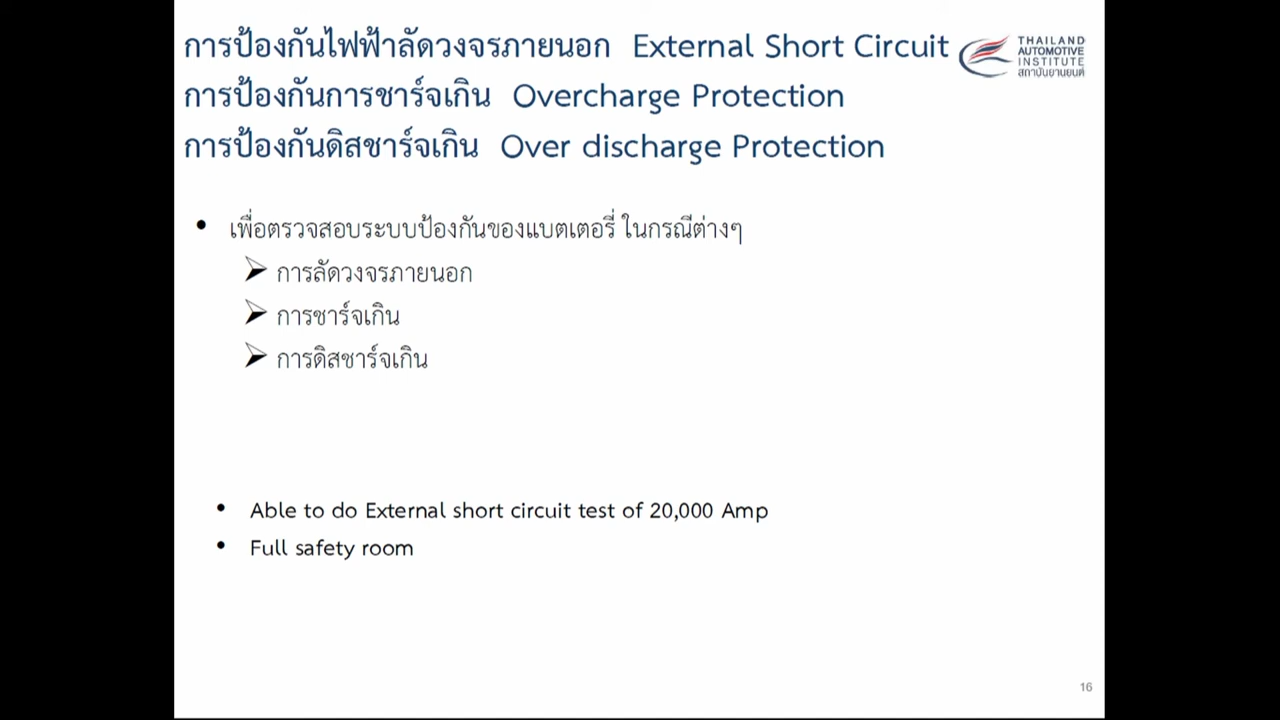 การป้องกันไฟฟ้าลัดวงจรภายนอก External Short Circuit
THAILAND
AUTOMOTIVE
INSTITUTE
สถาบันยานยนต์
การป้องกันการชาร์จเกิน Overcharge Protection
การป้องกันดิสชาร์จเกิน Over discharge Protection
• เพื่อตรวจสอบระบบป้องกันของแบตเตอรี่ ในกรณีต่างๆ
➢ การลัดวงจรภายนอก
➢ การชาร์จเกิน
➢ การดิสชาร์จเกิน
• Able to do External short circuit test of 20,000 Amp
• Full safety room
16